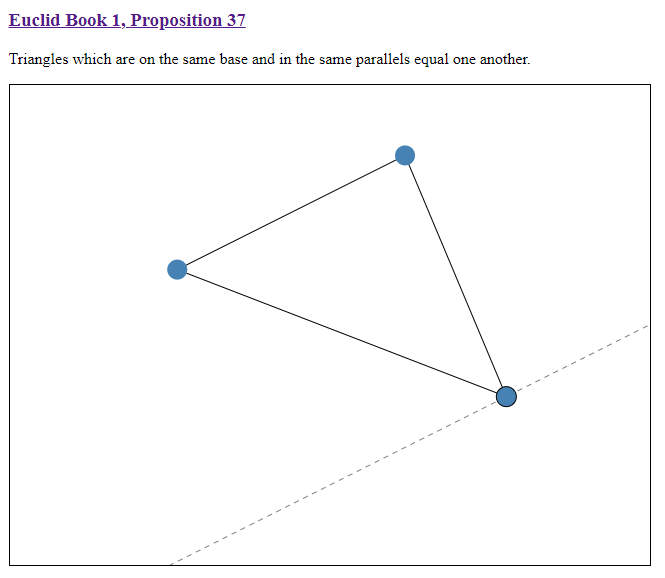 Euclid Book 1, Proposition 37
Triangles which are on the same base and in the same parallels equal one another.